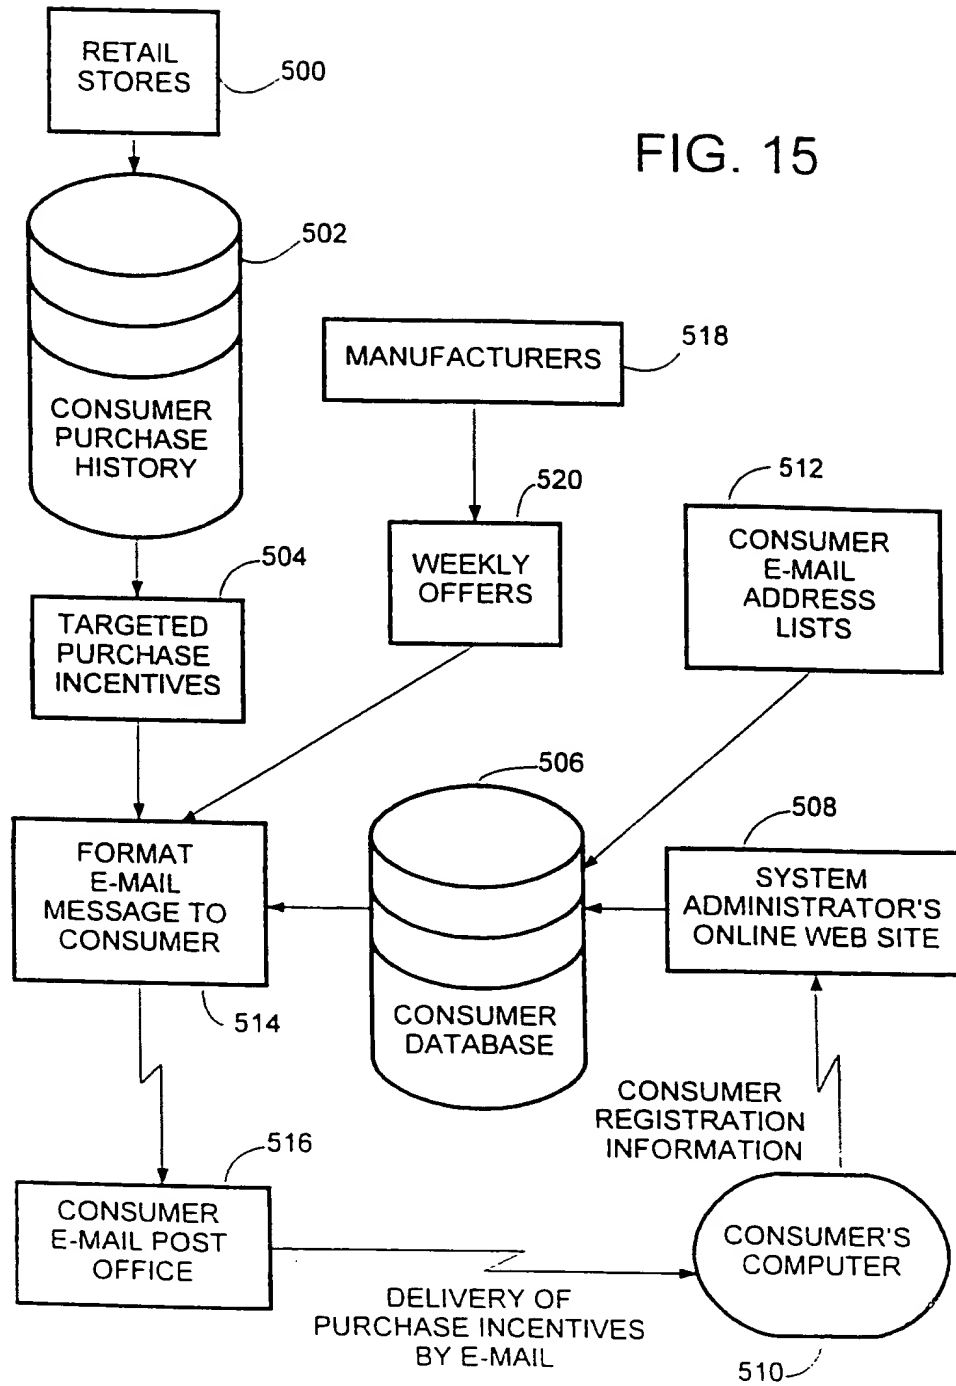 RETAIL
STORES
500
FIG. 15
502
CONSUMER
PURCHASE
HISTORY
MANUFACTURERS
518
504
520
512
TARGETED
PURCHASE
INCENTIVES
WEEKLY
OFFERS
CONSUMER
E-MAIL
ADDRESS
LISTS
506
508
FORMAT
E-MAIL
MESSAGE TO
CONSUMER
514
CONSUMER
DATABASE
SYSTEM
ADMINISTRATOR'S
ONLINE WEB SITE
CONSUMER
REGISTRATION
INFORMATION
516
CONSUMER
E-MAIL POST
OFFICE
CONSUMER'S
COMPUTER
DELIVERY OF
PURCHASE INCENTIVES
BY E-MAIL
510